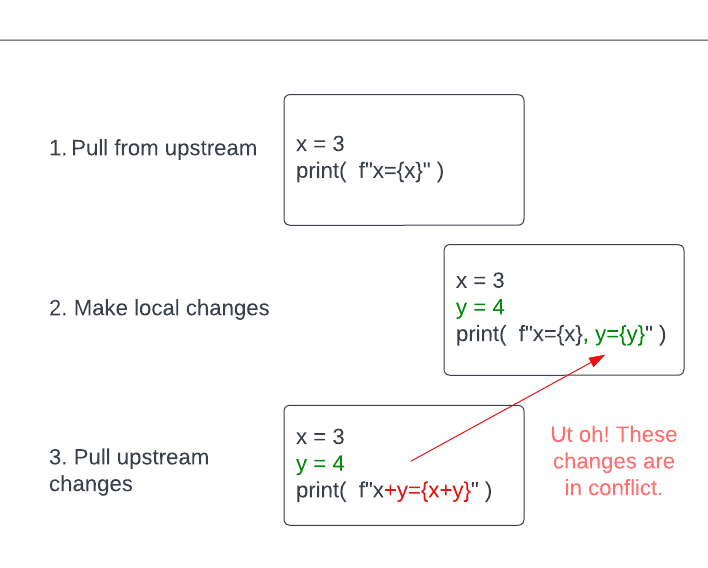 1. Pull from upstream
x = 3
print(  f"x={x}" )
2. Make local changes
x = 3
y = 4
print(  f"x={x}, y={y}" )
3. Pull upstream
changes
x = 3
y = 4
print(  f"x+y={x+y}" )
Ut oh! These
changes are
in conflict.